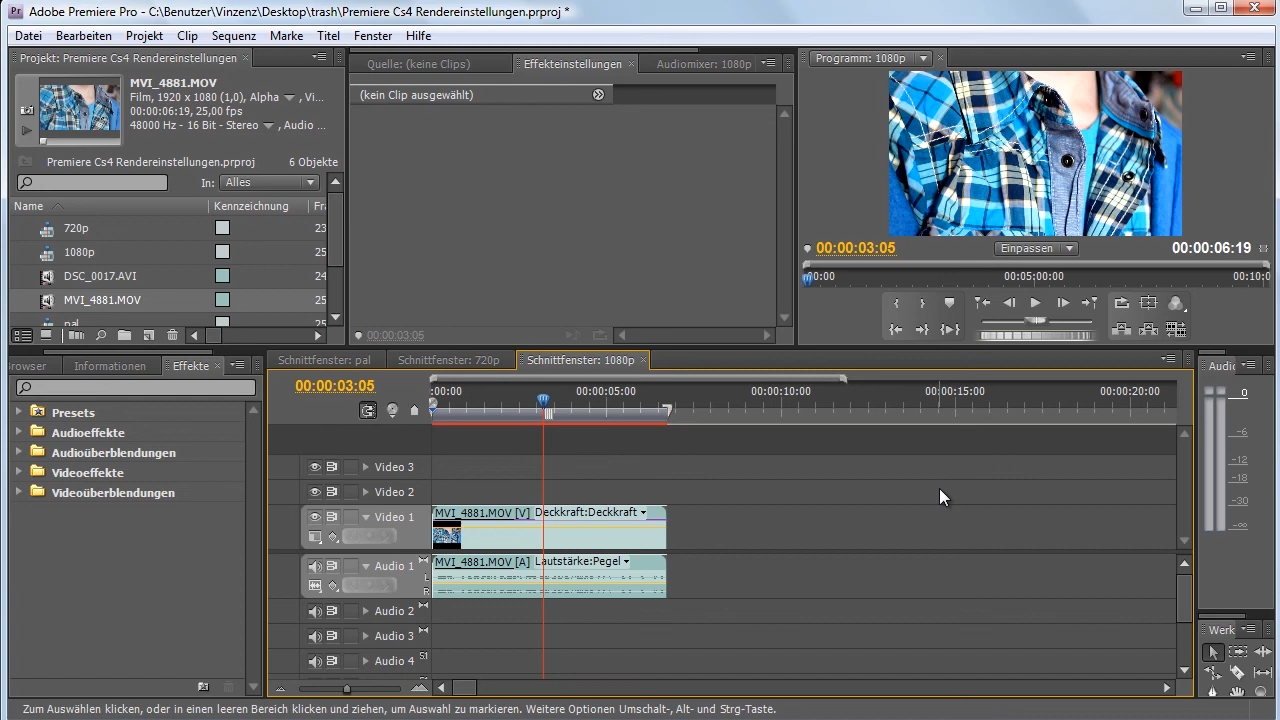 Adobe Premiere Pro - C:\Benutzer\Vinzenz\Desktop\trash\Premiere Cs4 Rendereinstellungen.prproj *
Datei Bearbeiten Projekt Clip Sequenz Marke Titel Fenster Hilfe
Projekt: Premiere Cs4 Rendereinstellungen
MVI_4881.MOV
Film, 1920 x 1080 (1,0), Alpha , Vi...
00:00:06:19, 25,00 fps
48000 Hz - 16 Bit - Stereo , Audio ...
Premiere Cs4 Rendereinstellungen.prproj 6 Objekte
In: Alles
Name Kennzeichnung Fr
720p 23
1080p 25
DSC_0017.AVI 24
MVI_4881.MOV 25
pal
Quelle: (keine Clips) Effekteinstellungen Audiomixer: 1080p
(kein Clip ausgewählt)
00:00:03:05
Programm: 1080p
00:00:03:05 Einpassen 00:00:06:19
00:00 00:05:00:00 00:10:0
rowser Informationen Effekte
Presets
Audioeffekte
Audioüberblendungen
Videoeffekte
Videoüberblendungen
Schnittfenster: pal Schnittfenster: 720p Schnittfenster: 1080p
00:00:03:05
:00:00 00:00:05:00 00:00:10:00 00:00:15:00 00:00:20:00
Video 3
Video 2
Video 1 MVI_4881.MOV [V] Deckkraft:Deckkraft
Audio 1 MVI_4881.MOV [A] Lautstärke:Pegel
L
R
Audio 2
Audio 3
Audio 4 S1
Audio
0
-6
-12
-18
-30
-∞
Werk
Zum Auswählen klicken, oder in einen leeren Bereich klicken und ziehen, um Auswahl zu markieren. Weitere Optionen Umschalt-, Alt- und Strg-Taste.